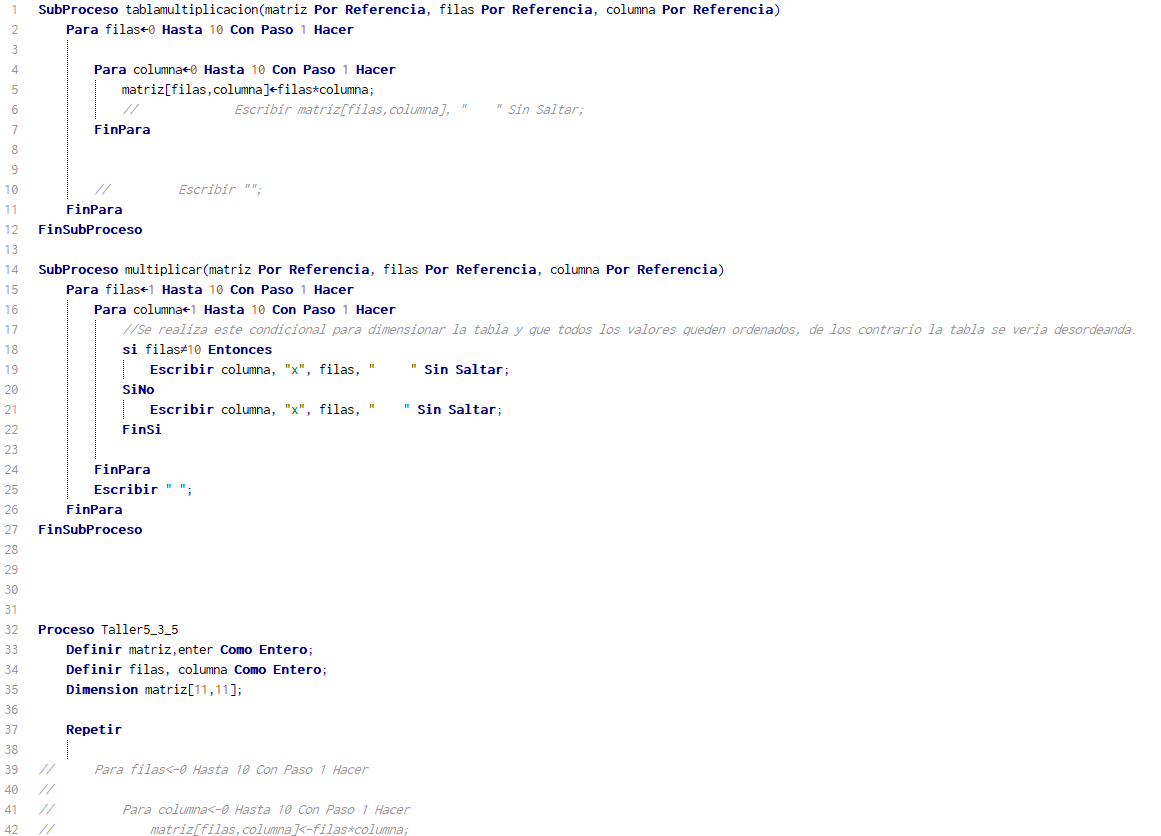 1 SubProceso tablamultiplicacion(matriz Por Referencia, filas Por Referencia, columna Por Referencia)
2 Para filas←0 Hasta 10 Con Paso 1 Hacer
3
4 Para columna←0 Hasta 10 Con Paso 1 Hacer
5 matriz[filas,columna]←filas*columna;
6 // Escribir matriz[filas,columna], "    " Sin Saltar;
7 FinPara
8
9
10 // Escribir "";
11 FinPara
12 FinSubProceso
13
14 SubProceso multiplicar(matriz Por Referencia, filas Por Referencia, columna Por Referencia)
15 Para filas←1 Hasta 10 Con Paso 1 Hacer
16 Para columna←1 Hasta 10 Con Paso 1 Hacer
17 //Se realiza este condicional para dimensionar la tabla y que todos los valores queden ordenados, de los contrario la tabla se veria desordeanda.
18 si filas≠10 Entonces
19 Escribir columna, "x", filas, "     " Sin Saltar;
20 SiNo
21 Escribir columna, "x", filas, "    " Sin Saltar;
22 FinSi
23
24 FinPara
25 Escribir " ";
26 FinPara
27 FinSubProceso
28
29
30
31
32 Proceso Taller5_3_5
33 Definir matriz,enter Como Entero;
34 Definir filas, columna Como Entero;
35 Dimension matriz[11,11];
36
37 Repetir
38
39 // Para filas<-0 Hasta 10 Con Paso 1 Hacer
40 //
41 // Para columna<-0 Hasta 10 Con Paso 1 Hacer
42 // matriz[filas,columna]<-filas*columna;